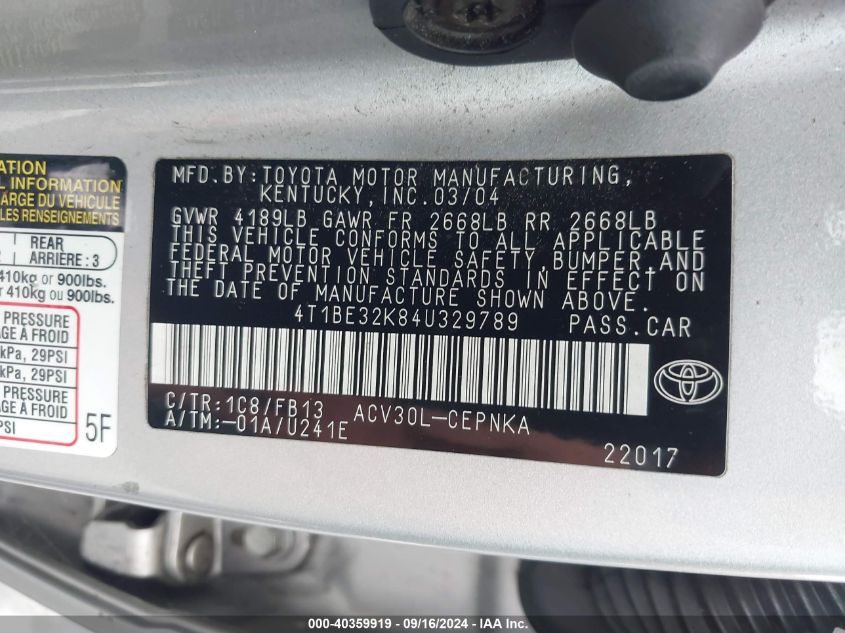 ATION
L INFORMATION
ARGE DU VÉHICULE
LES RENSEIGNEMENTS
REAR
ARRIÈRE : 3
410kg or 900lbs.
r 410kg ou 900lbs.
PRESSURE
AGE À FROID
kPa, 29PSI
kPa, 29PSI
PRESSURE
AGE À FROID
PSI
5F
MFD. BY: TOYOTA MOTOR MANUFACTURING,
KENTUCKY, INC. 03/04
GVWR 4189LB GAWR FR 2668LB RR 2668LB
THIS VEHICLE CONFORMS TO ALL APPLICABLE
FEDERAL MOTOR VEHICLE SAFETY, BUMPER, AND
THEFT PREVENTION STANDARDS IN EFFECT ON
THE DATE OF MANUFACTURE SHOWN ABOVE.
4T1BE32K84U329789 PASS.CAR
C/TR:1C8/FB13 ACV30L-CEPNKA
A/TM:-01A/U241E
22017
000-40359919 - 09/16/2024 - IAA Inc.